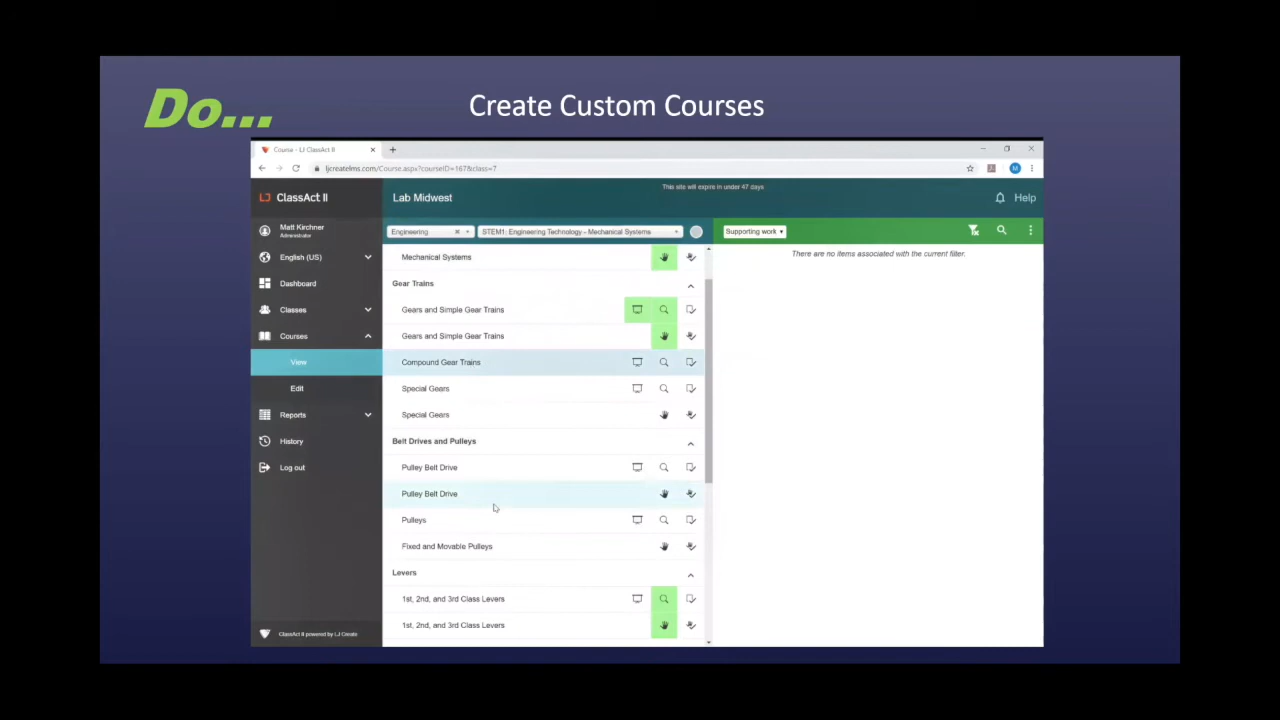 Do...
Create Custom Courses
Course - LJ ClassAct II
ljcreatelms.com/Course.aspx?courseID=167&class=7
M
ClassAct II
Lab Midwest
This site will expire in under 47 days
Help
Matt Kirchner
Administrator
Engineering
STEM1: Engineering Technology - Mechanical Systems
Supporting work
English (US)
Mechanical Systems
There are no items associated with the current filter.
Dashboard
Gear Trains
Classes
Gears and Simple Gear Trains
Courses
Gears and Simple Gear Trains
View
Compound Gear Trains
Edit
Special Gears
Reports
Special Gears
History
Belt Drives and Pulleys
Log out
Pulley Belt Drive
Pulley Belt Drive
Pulleys
Fixed and Movable Pulleys
Levers
1st, 2nd, and 3rd Class Levers
1st, 2nd, and 3rd Class Levers
ClassAct II powered by LJ Create